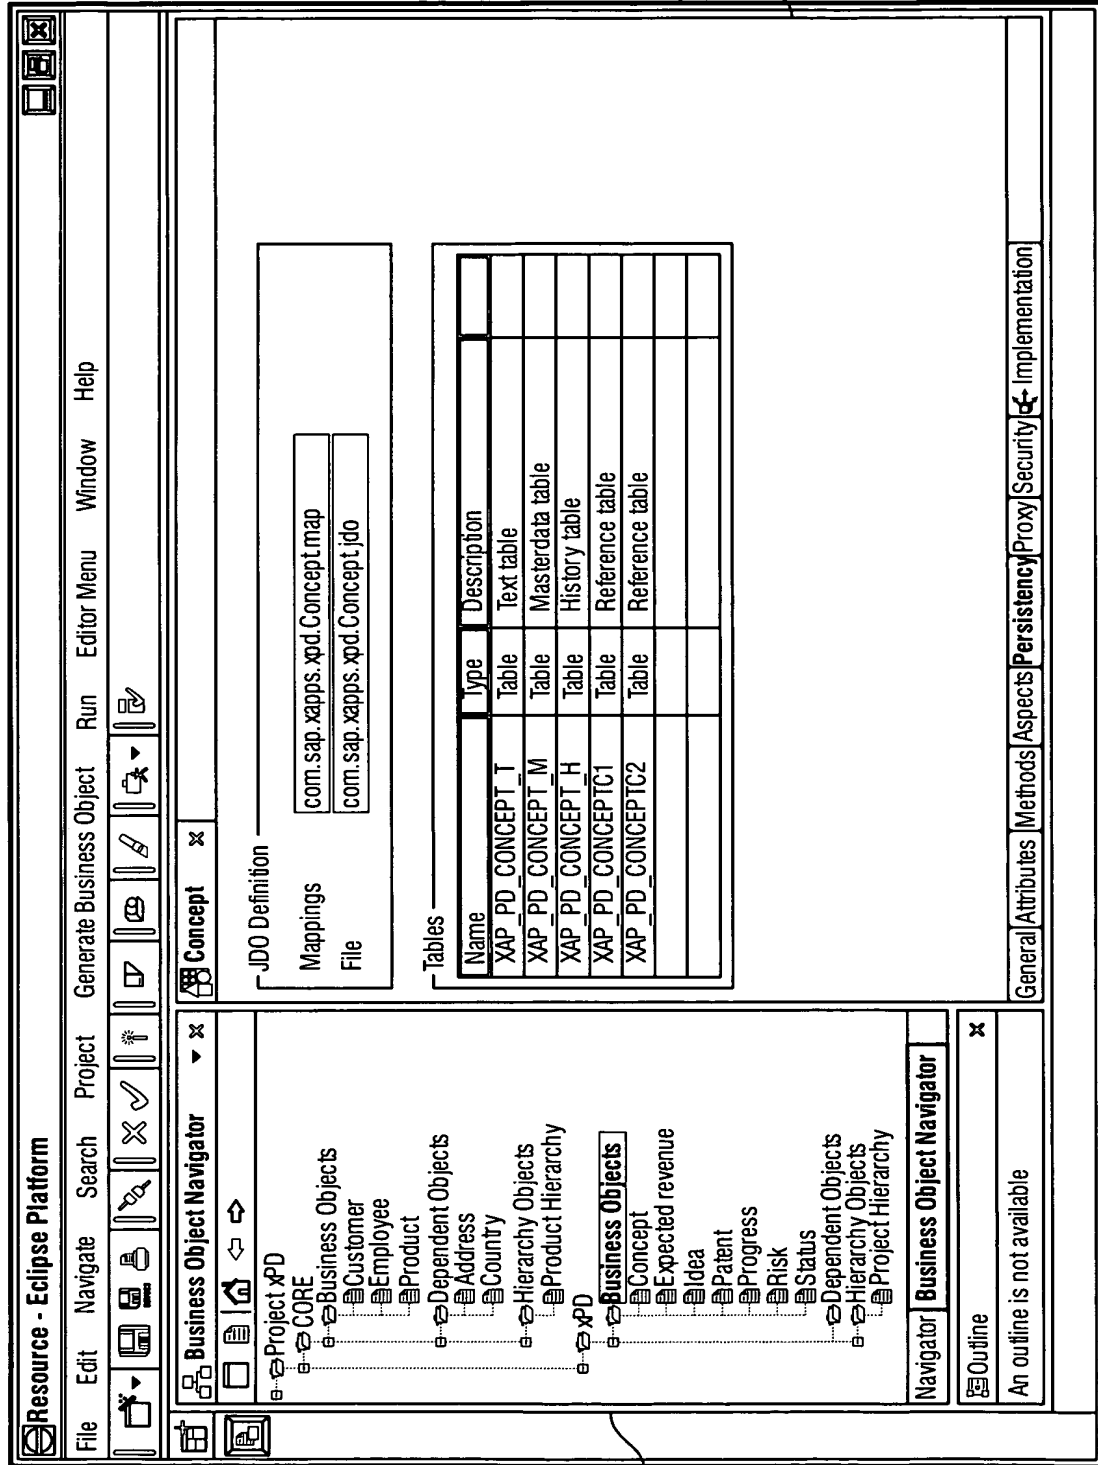 Resource - Eclipse Platform
File Edit Navigate Search Project Generate Business Object Run Editor Menu Window Help
Business Object Navigator
Project xPD
CORE
Business Objects
Customer
Employee
Product
Dependent Objects
Address
Country
Hierarchy Objects
Product Hierarchy
xPD
Business Objects
Concept
Expected revenue
Idea
Patent
Progress
Risk
Status
Dependent Objects
Hierarchy Objects
Project Hierarchy
Navigator Business Object Navigator
Outline
An outline is not available
Concept
JDO Definition
Mappings com.sap.xapps.xpd.Concept.map
File com.sap.xapps.xpd.Concept.jdo
Tables
Name Type Description
XAP_PD_CONCEPT_T Table Text table
XAP_PD_CONCEPT_M Table Masterdata table
XAP_PD_CONCEPT_H Table History table
XAP_PD_CONCEPTC1 Table Reference table
XAP_PD_CONCEPTC2 Table Reference table
General Attributes Methods Aspects Persistency Proxy Security Implementation